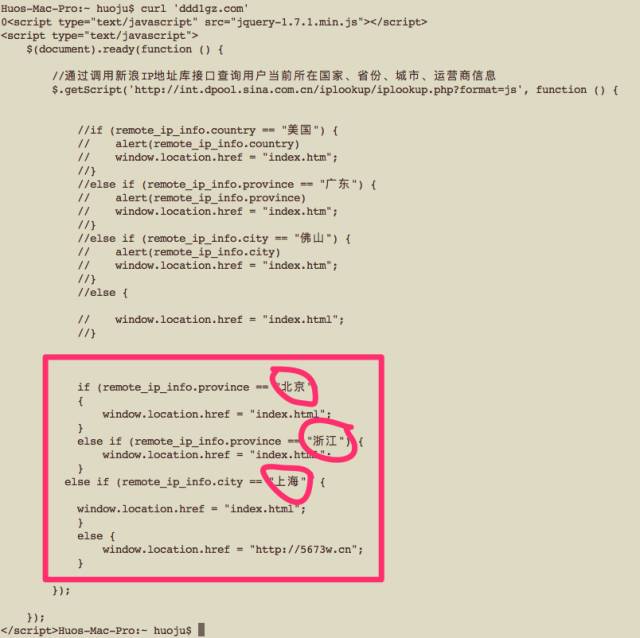 Huos-Mac-Pro:~ huoju$ curl 'ddd1gz.com'
0<script type="text/javascript" src="jquery-1.7.1.min.js"></script>
<script type="text/javascript">
    $(document).ready(function () {
        //通过调用新浪IP地址库接口查询用户当前所在国家、省份、城市、运营商信息
        $.getScript('http://int.dpool.sina.com.cn/iplookup/iplookup.php?format=js', function () {
            //if (remote_ip_info.country == "美国") {
            //    alert(remote_ip_info.country)
            //    window.location.href = "index.htm";
            //}
            //else if (remote_ip_info.province == "广东") {
            //    alert(remote_ip_info.province)
            //    window.location.href = "index.htm";
            //}
            //else if (remote_ip_info.city == "佛山") {
            //    alert(remote_ip_info.city)
            //    window.location.href = "index.htm";
            //}
            //else {
            //    window.location.href = "index.html";
            //}
            if (remote_ip_info.province == "北京"
            {
                window.location.href = "index.html";
            }
            else if (remote_ip_info.province == "浙江") {
                window.location.href = "index.html";
            }
          else if (remote_ip_info.city == "上海" {
            window.location.href = "index.html";
            }
            else {
                window.location.href = "http://5673w.cn";
            }
        });
    });
</script>Huos-Mac-Pro:~ huoju$